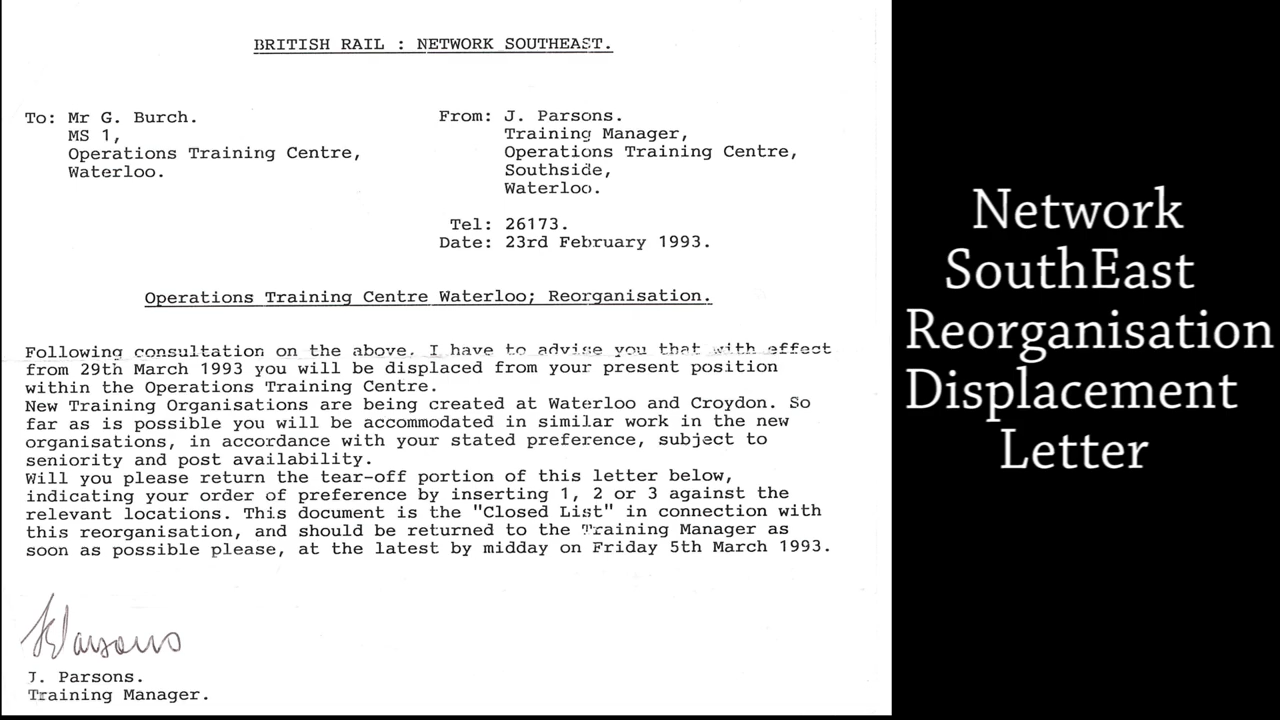 BRITISH RAIL : NETWORK SOUTHEAST.
To: Mr G. Burch.
MS 1,
Operations Training Centre,
Waterloo.
From: J. Parsons.
Training Manager,
Operations Training Centre,
Southside,
Waterloo.
Tel: 26173.
Date: 23rd February 1993.
Operations Training Centre Waterloo; Reorganisation.
Following consultation on the above, I have to advise you that with effect
from 29th March 1993 you will be displaced from your present position
within the Operations Training Centre.
New Training Organisations are being created at Waterloo and Croydon. So
far as is possible you will be accommodated in similar work in the new
organisations, in accordance with your stated preference, subject to
seniority and post availability.
Will you please return the tear-off portion of this letter below,
indicating your order of preference by inserting 1, 2 or 3 against the
relevant locations. This document is the "Closed List" in connection with
this reorganisation, and should be returned to the Training Manager as
soon as possible please, at the latest by midday on Friday 5th March 1993.
J Parsons
J. Parsons.
Training Manager.
Network
SouthEast
Reorganisation
Displacement
Letter